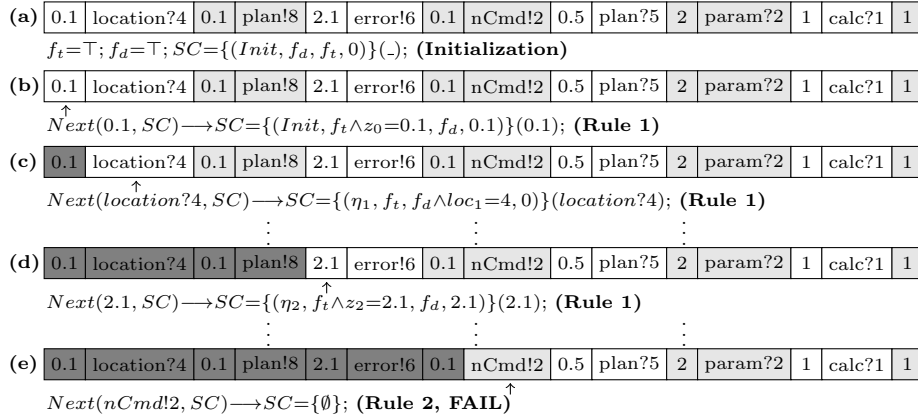 (a) 0.1 location?4 0.1 plan!8 2.1 error!6 0.1 nCmd!2 0.5 plan?5 2 param?2 1 calc?1 1
f_t=⊤; f_d=⊤; SC={(Init, f_d, f_t, 0)}(_); (Initialization)
(b) 0.1 location?4 0.1 plan!8 2.1 error!6 0.1 nCmd!2 0.5 plan?5 2 param?2 1 calc?1 1
↑
Next(0.1, SC)⟶SC={(Init, f_t∧z_0=0.1, f_d, 0.1)}(0.1); (Rule 1)
(c) 0.1 location?4 0.1 plan!8 2.1 error!6 0.1 nCmd!2 0.5 plan?5 2 param?2 1 calc?1 1
↑
Next(location?4, SC)⟶SC={(η_1, f_t, f_d∧loc_1=4, 0)}(location?4); (Rule 1)
⋮ ⋮ ⋮
(d) 0.1 location?4 0.1 plan!8 2.1 error!6 0.1 nCmd!2 0.5 plan?5 2 param?2 1 calc?1 1
↑
Next(2.1, SC)⟶SC={(η_2, f_t∧z_2=2.1, f_d, 2.1)}(2.1); (Rule 1)
⋮ ⋮ ⋮
(e) 0.1 location?4 0.1 plan!8 2.1 error!6 0.1 nCmd!2 0.5 plan?5 2 param?2 1 calc?1 1
↑
Next(nCmd!2, SC)⟶SC={∅}; (Rule 2, FAIL)